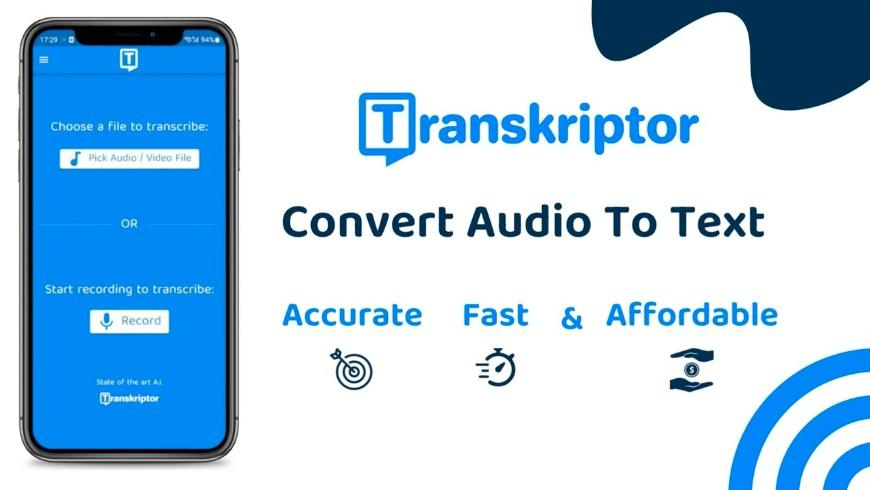 17:29
94%
T
Choose a file to transcribe:
Pick Audio / Video File
OR
Start recording to transcribe:
Record
State of the art A.I.
Transkriptor
Transkriptor
Convert Audio To Text
Accurate Fast & Affordable
$